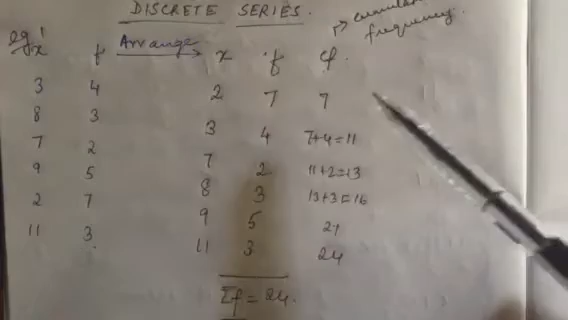 DISCRETE SERIES.
eg:
x f Arrange x f cf. → frequency.
3 4 2 7 7
8 3 3 4 7+4=11
7 2 7 2 11+2=13
9 5 8 3 13+3=16
2 7 9 5 21
11 3 11 3 24
Σf = 24.